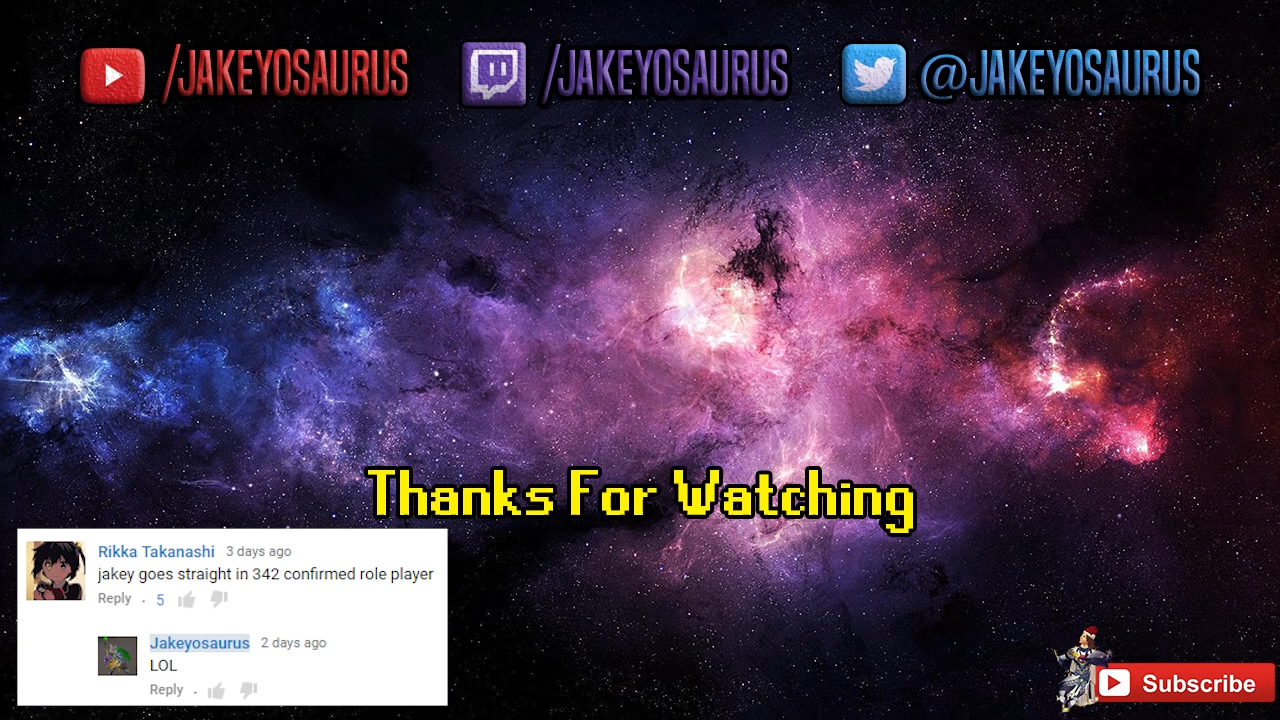 /JAKEYOSAURUS
/JAKEYOSAURUS
@JAKEYOSAURUS
Thanks For Watching
Rikka Takanashi 3 days ago
jakey goes straight in 342 confirmed role player
Reply · 5
Jakeyosaurus 2 days ago
LOL
Reply ·
Subscribe